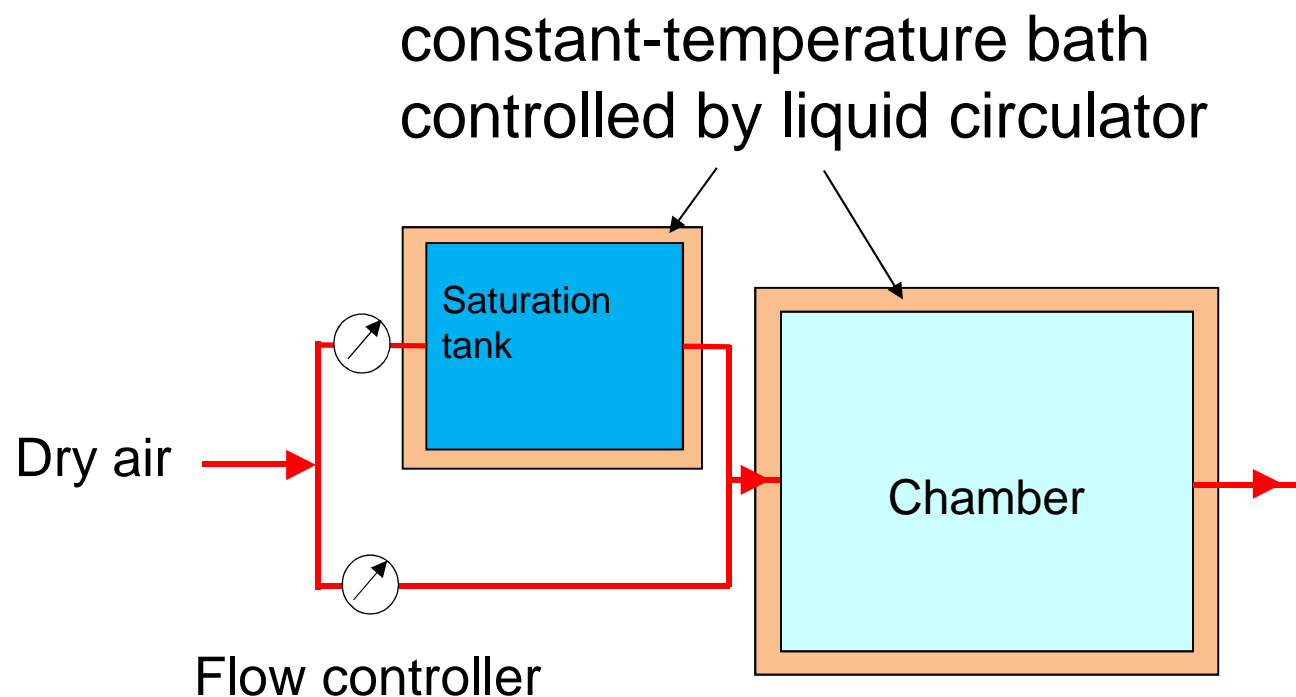 constant-temperature bath
controlled by liquid circulator
Saturation
tank
Dry air
Chamber
Flow controller